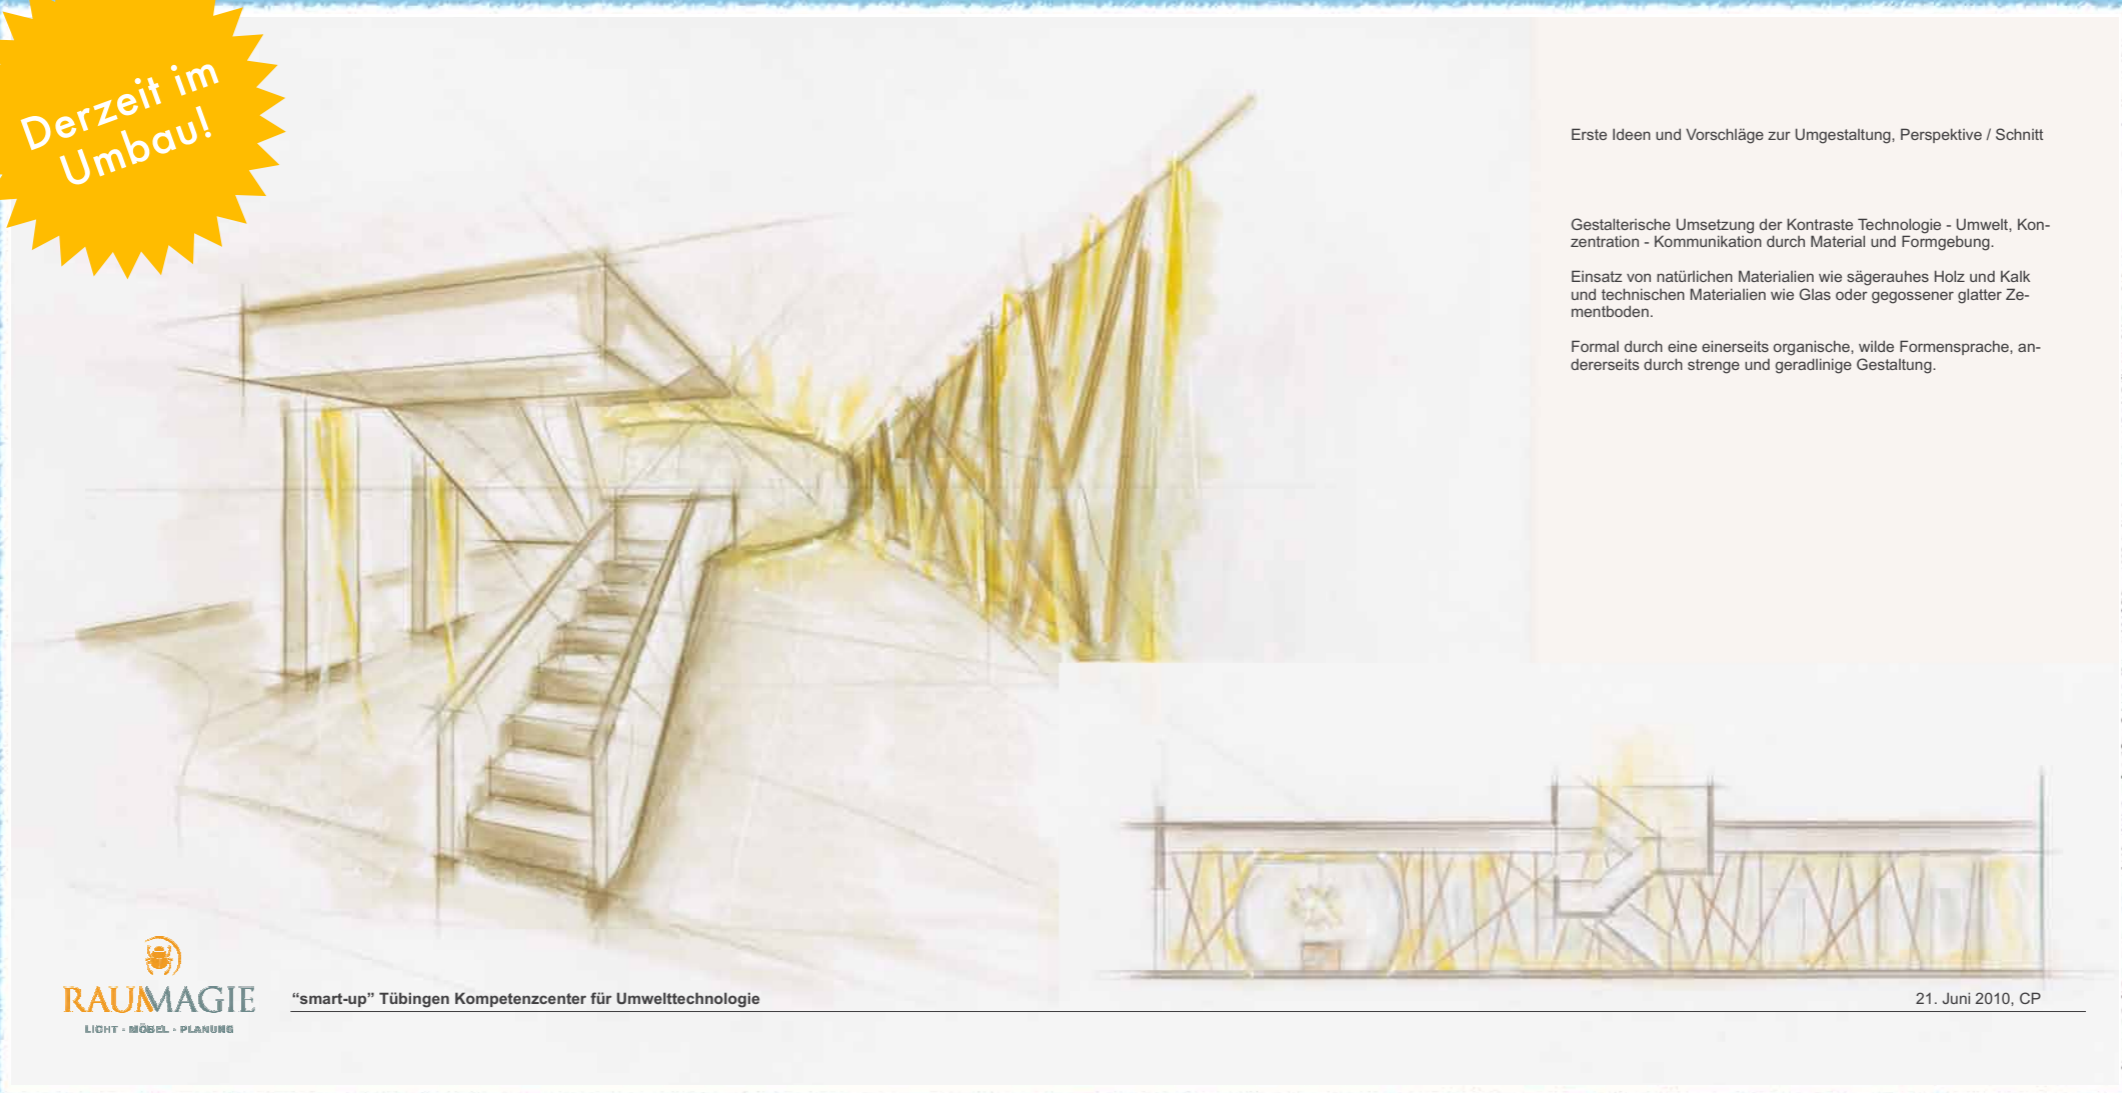 Derzeit im
Umbau!
Erste Ideen und Vorschläge zur Umgestaltung, Perspektive / Schnitt
Gestalterische Umsetzung der Kontraste Technologie - Umwelt, Kon-
zentration - Kommunikation durch Material und Formgebung.
Einsatz von natürlichen Materialien wie sägerauhes Holz und Kalk
und technischen Materialien wie Glas oder gegossener glatter Ze-
mentboden.
Formal durch eine einerseits organische, wilde Formensprache, an-
dererseits durch strenge und geradlinige Gestaltung.
RAUMMAGIE
LICHT - MÖBEL - PLANUNG
“smart-up” Tübingen Kompetenzcenter für Umwelttechnologie
21. Juni 2010, CP